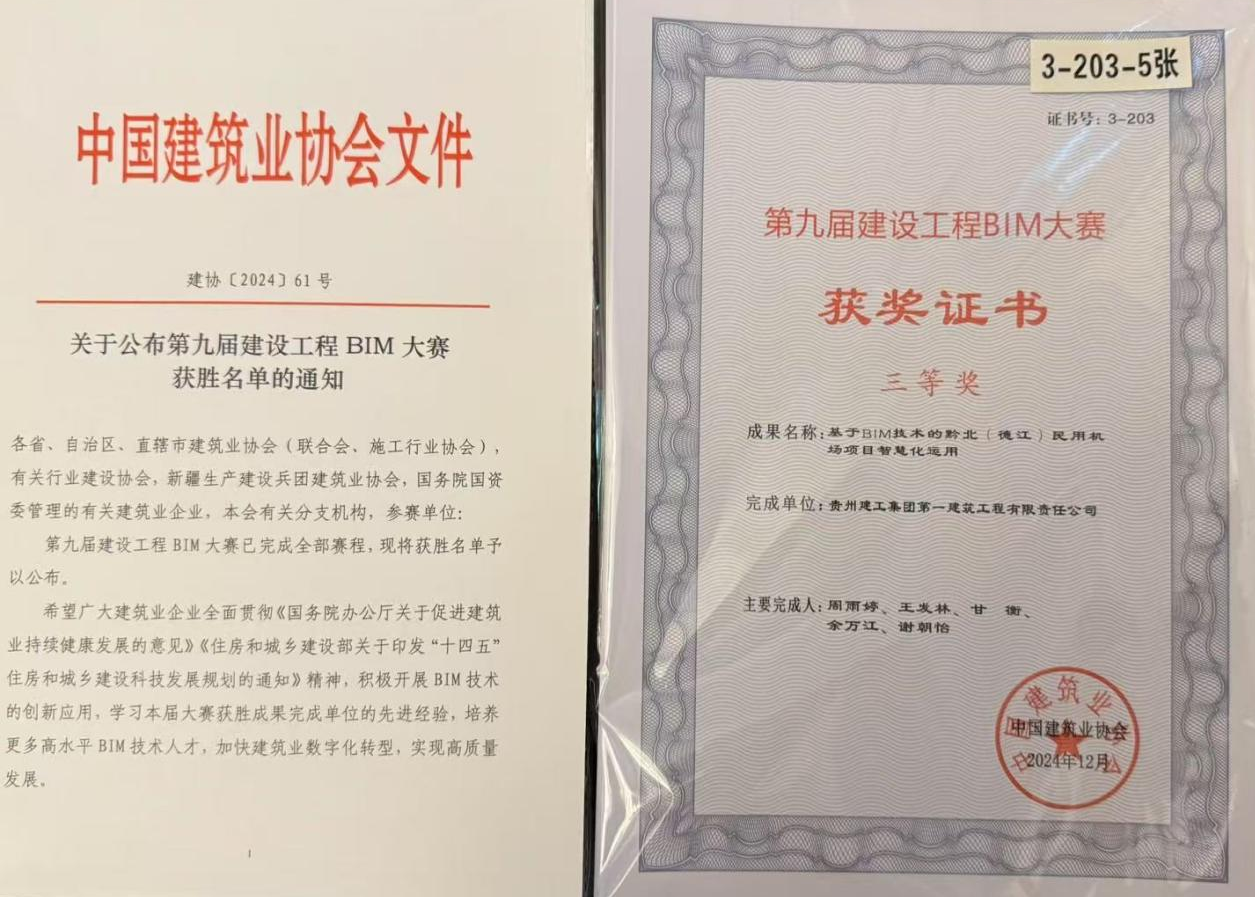 中国建筑业协会文件
建协〔2024〕61 号
关于公布第九届建设工程 BIM 大赛
获胜名单的通知
各省、自治区、直辖市建筑业协会（联合会、施工行业协会），
有关行业建设协会，新疆生产建设兵团建筑业协会，国务院国资
委管理的有关建筑业企业，本会有关分支机构，参赛单位：
第九届建设工程 BIM 大赛已完成全部赛程，现将获胜名单予
以公布。
希望广大建筑业企业全面贯彻《国务院办公厅关于促进建筑
业持续健康发展的意见》《住房和城乡建设部关于印发“十四五”
住房和城乡建设科技发展规划的通知》精神，积极开展 BIM 技术
的创新应用，学习本届大赛获胜成果完成单位的先进经验，培养
更多高水平 BIM 技术人才，加快建筑业数字化转型，实现高质量
发展。
1
3-203-5张
证书号：3-203
第九届建设工程BIM大赛
获奖证书
三等奖
成果名称：基于BIM技术的黔北（德江）民用机
场项目智慧化运用
完成单位：贵州建工集团第一建筑工程有限责任公司
主要完成人：周雨婷、王发林、甘　衡、
余万江、谢朝怡
中国建筑业协会
中国建筑业协会
2024年12月